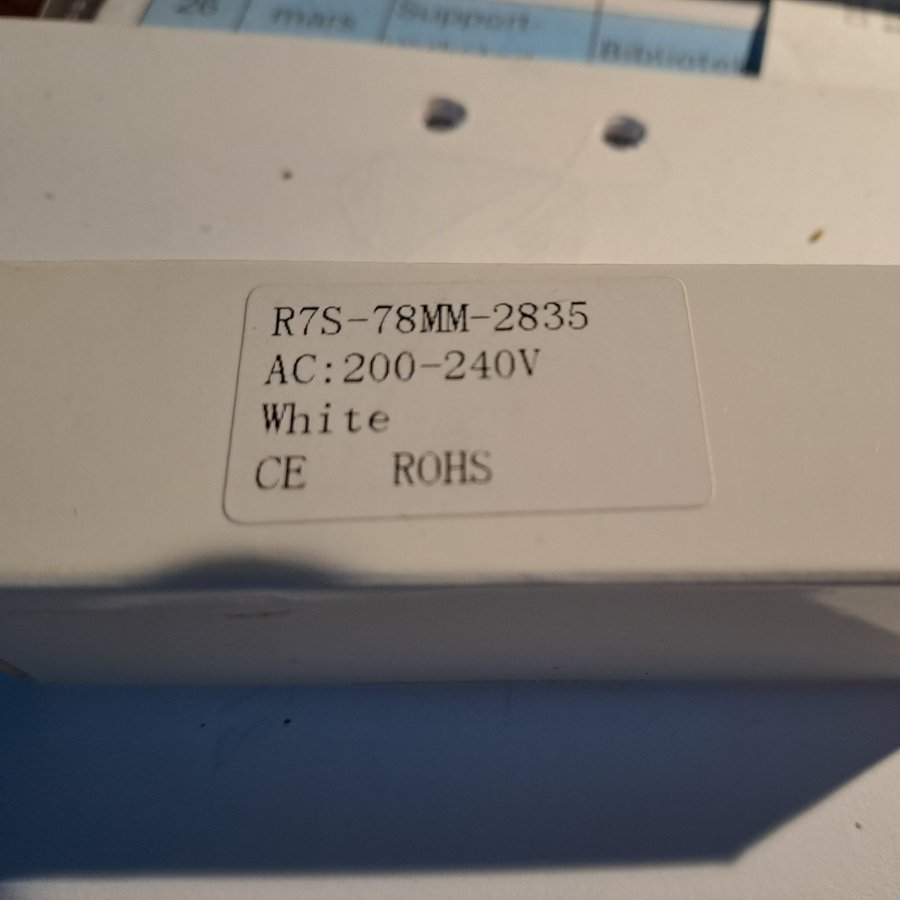 26 mars Support- Bibliotek
R7S-78MM-2835
AC:200-240V
White
CE ROHS